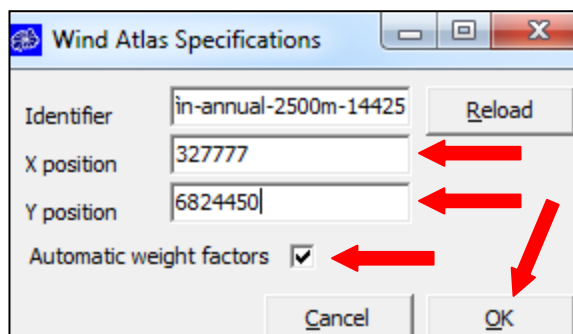 Wind Atlas Specifications
Identifier in-annual-2500m-14425 Reload
X position 327777
Y position 6824450
Automatic weight factors
Cancel OK